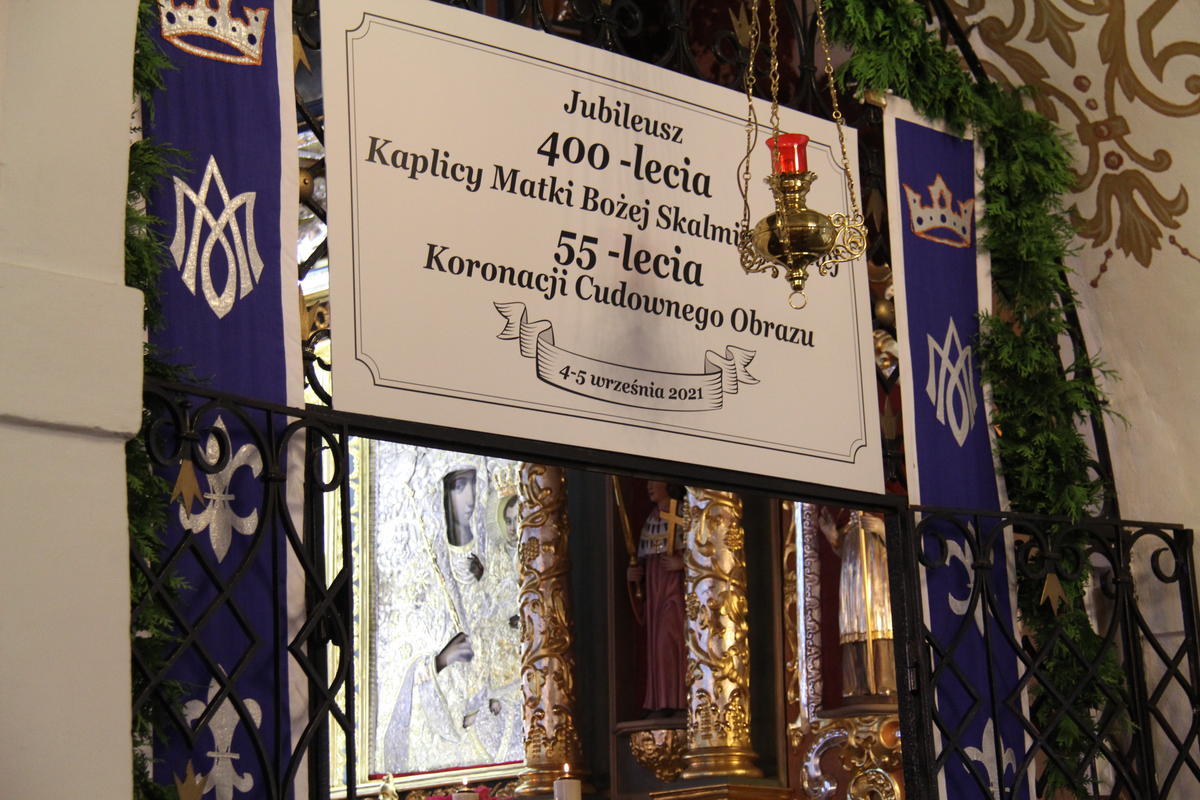 Jubileusz
400 -lecia
Kaplicy Matki Bożej
55 -lecia
Koronacji Cudownego Obrazu
4-5 września 2021